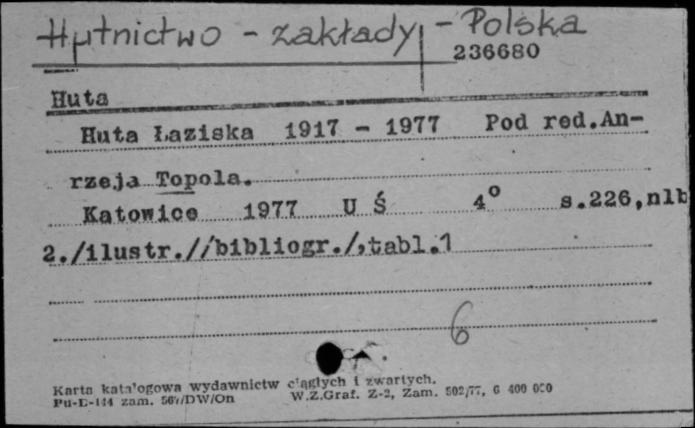 Hutnictwo - zakłady, - Polska
236680
Huta
Huta Łaziska 1917 - 1977 Pod red.An-
rzeja Topola.
Katowice 1977 U Ś 4° s.226,nlb
2./ilustr.//bibliogr./,tabl.1
6
Karta katalogowa wydawnictw ciągłych i zwartych.
Pu-E-144 zam. 567/DW/On W.Z.Graf. Z-2, Zam. 502/77, 6 400 000